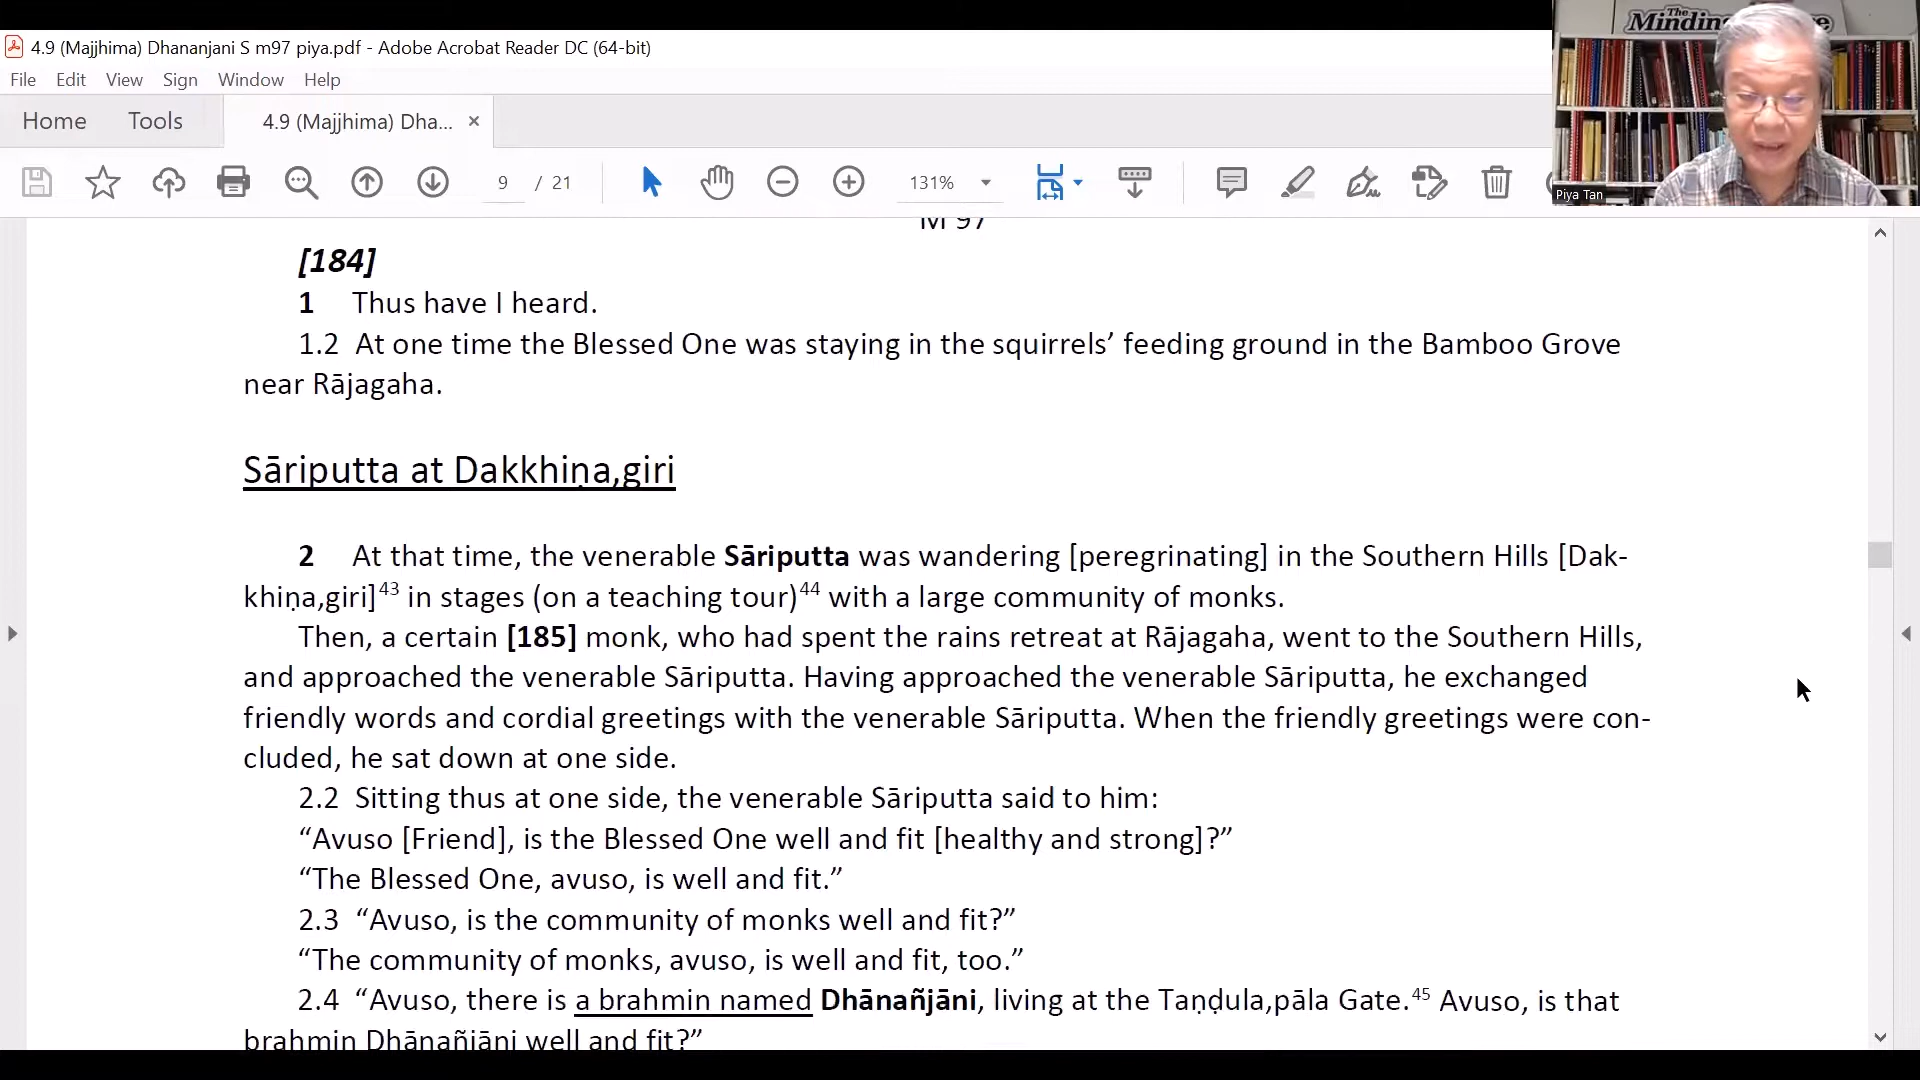 4.9 (Majjhima) Dhananjani S m97 piya.pdf - Adobe Acrobat Reader DC (64-bit)
File Edit View Sign Window Help
Home Tools 4.9 (Majjhima) Dha... ×
9 / 21 131%
The
Minding
Piya Tan
M 97
[184]
1 Thus have I heard.
1.2 At one time the Blessed One was staying in the squirrels’ feeding ground in the Bamboo Grove
near Rājagaha.
Sāriputta at Dakkhiṇa,giri
2 At that time, the venerable Sāriputta was wandering [peregrinating] in the Southern Hills [Dak-
khiṇa,giri]43 in stages (on a teaching tour)44 with a large community of monks.
Then, a certain [185] monk, who had spent the rains retreat at Rājagaha, went to the Southern Hills,
and approached the venerable Sāriputta. Having approached the venerable Sāriputta, he exchanged
friendly words and cordial greetings with the venerable Sāriputta. When the friendly greetings were con-
cluded, he sat down at one side.
2.2 Sitting thus at one side, the venerable Sāriputta said to him:
“Avuso [Friend], is the Blessed One well and fit [healthy and strong]?”
“The Blessed One, avuso, is well and fit.”
2.3 “Avuso, is the community of monks well and fit?”
“The community of monks, avuso, is well and fit, too.”
2.4 “Avuso, there is a brahmin named Dhānañjāni, living at the Taṇḍula,pāla Gate.45 Avuso, is that
brahmin Dhānañjāni well and fit?”